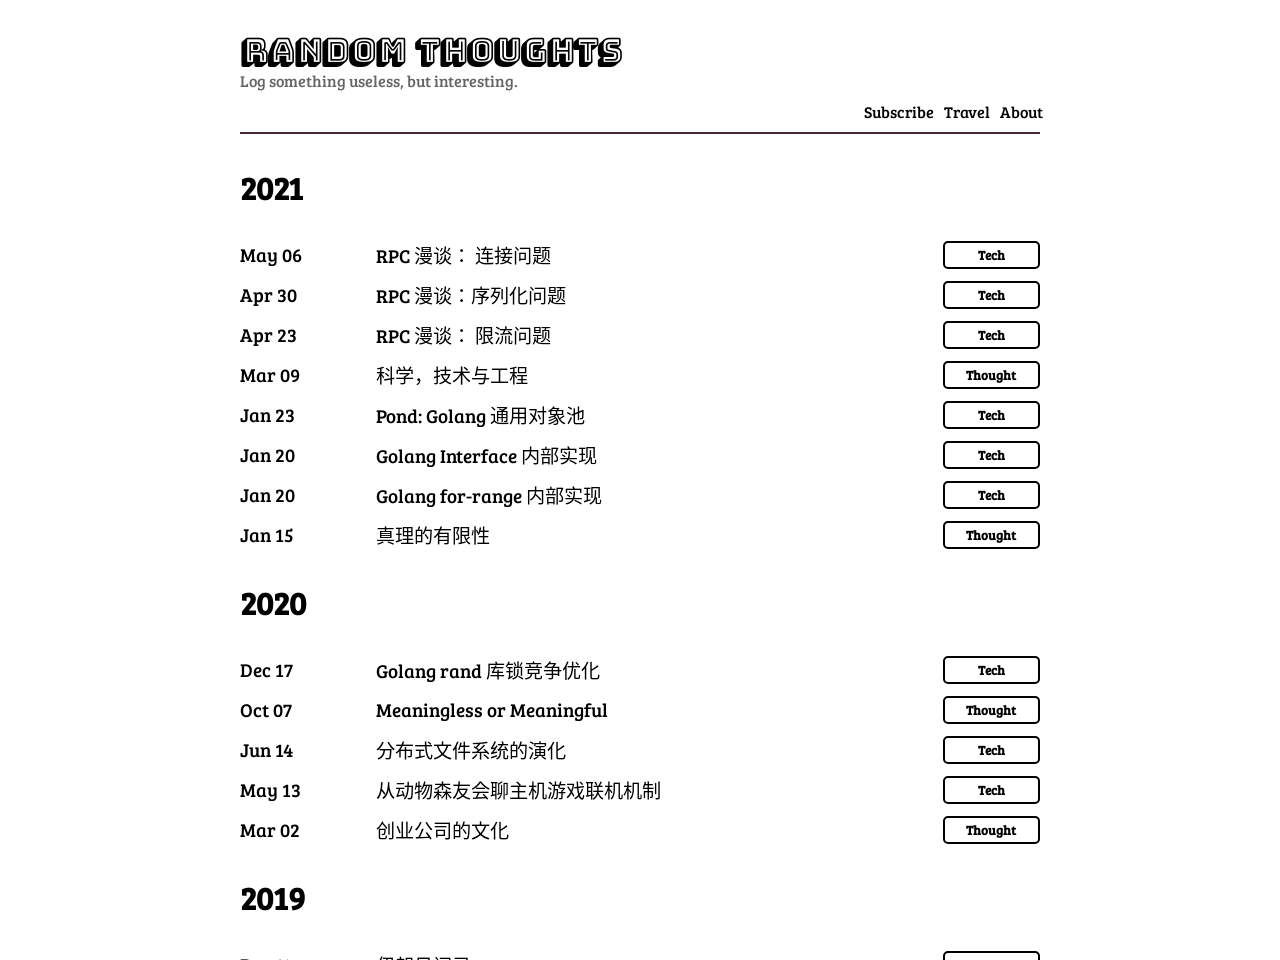 RANDOM THOUGHTS
Log something useless, but interesting.
Subscribe Travel About
2021
May 06 RPC 漫谈： 连接问题 Tech
Apr 30 RPC 漫谈：序列化问题 Tech
Apr 23 RPC 漫谈： 限流问题 Tech
Mar 09 科学，技术与工程 Thought
Jan 23 Pond: Golang 通用对象池 Tech
Jan 20 Golang Interface 内部实现 Tech
Jan 20 Golang for-range 内部实现 Tech
Jan 15 真理的有限性 Thought
2020
Dec 17 Golang rand 库锁竞争优化 Tech
Oct 07 Meaningless or Meaningful Thought
Jun 14 分布式文件系统的演化 Tech
May 13 从动物森友会聊主机游戏联机机制 Tech
Mar 02 创业公司的文化 Thought
2019